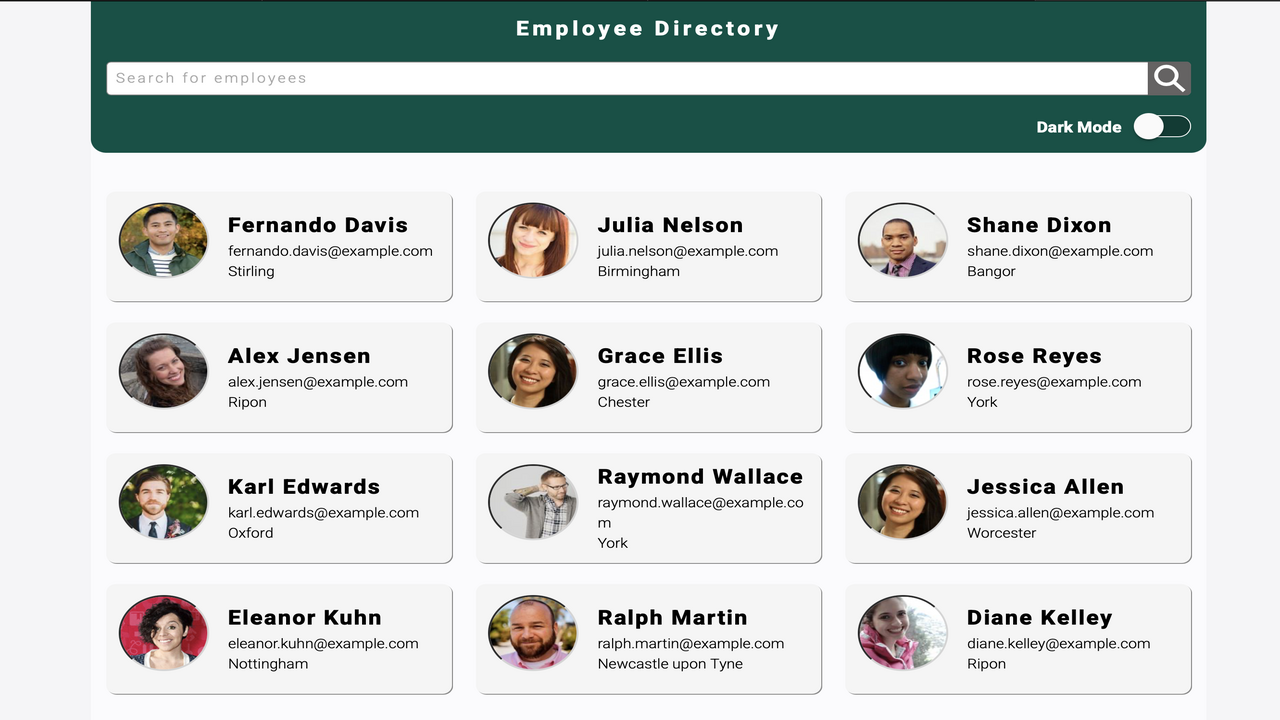 Employee Directory
Search for employees
Dark Mode
Fernando Davis
fernando.davis@example.com
Stirling
Julia Nelson
julia.nelson@example.com
Birmingham
Shane Dixon
shane.dixon@example.com
Bangor
Alex Jensen
alex.jensen@example.com
Ripon
Grace Ellis
grace.ellis@example.com
Chester
Rose Reyes
rose.reyes@example.com
York
Karl Edwards
karl.edwards@example.com
Oxford
Raymond Wallace
raymond.wallace@example.co
m
York
Jessica Allen
jessica.allen@example.com
Worcester
Eleanor Kuhn
eleanor.kuhn@example.com
Nottingham
Ralph Martin
ralph.martin@example.com
Newcastle upon Tyne
Diane Kelley
diane.kelley@example.com
Ripon